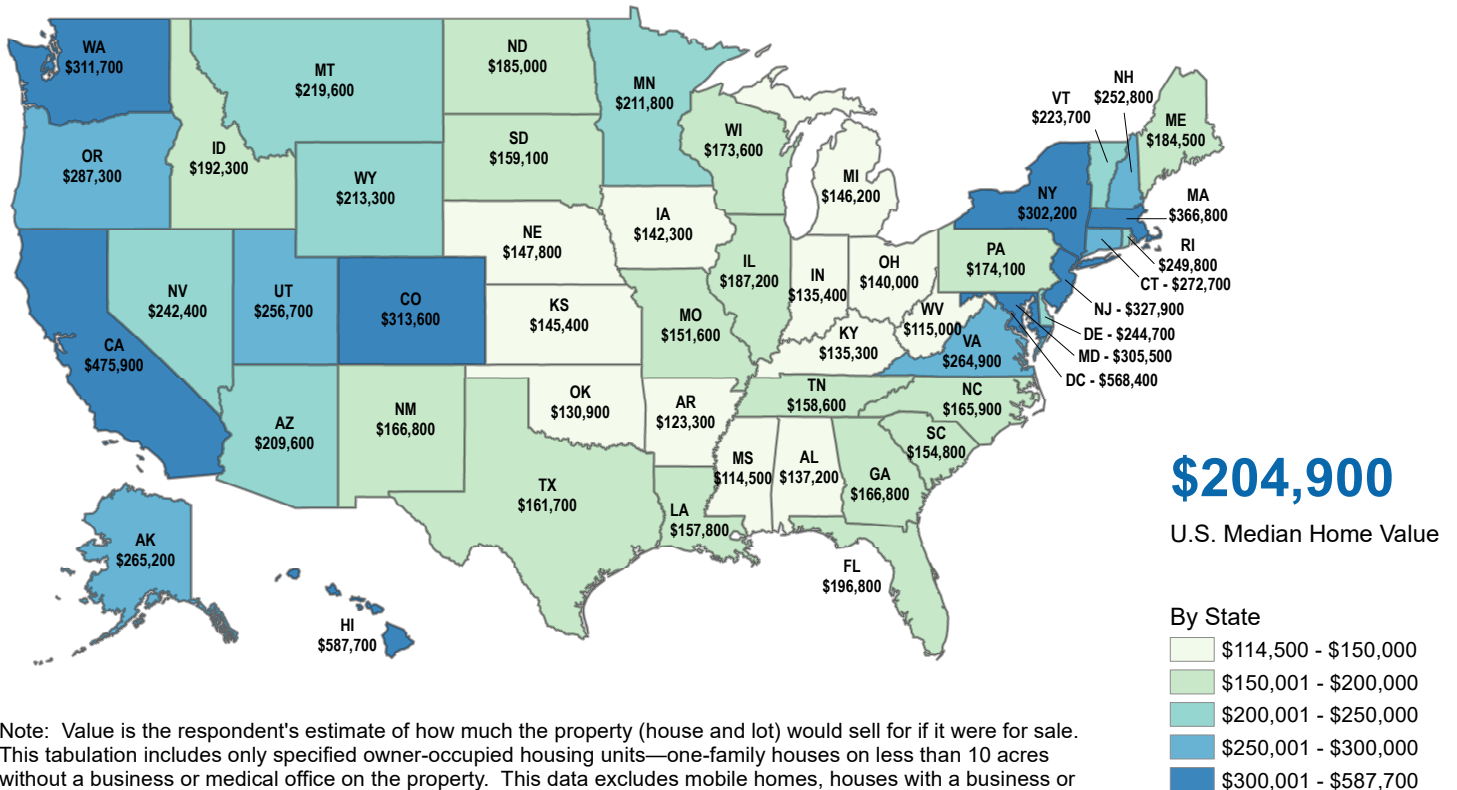 WA
$311,700
MT
$219,600
ND
$185,000
MN
$211,800
NH
$252,800
VT
$223,700
ME
$184,500
OR
$287,300
ID
$192,300
SD
$159,100
WI
$173,600
WY
$213,300
MI
$146,200
NY
$302,200
MA
$366,800
RI
$249,800
CT - $272,700
NE
$147,800
IA
$142,300
PA
$174,100
NV
$242,400
UT
$256,700
CO
$313,600
IL
$187,200
IN
$135,400
OH
$140,000
NJ - $327,900
DE - $244,700
MD - $305,500
DC - $568,400
CA
$475,900
KS
$145,400
MO
$151,600
KY
$135,300
WV
$115,000
VA
$264,900
AZ
$209,600
NM
$166,800
OK
$130,900
AR
$123,300
TN
$158,600
NC
$165,900
SC
$154,800
MS
$114,500
AL
$137,200
GA
$166,800
TX
$161,700
LA
$157,800
FL
$196,800
AK
$265,200
HI
$587,700
$204,900
U.S. Median Home Value
By State
$114,500 - $150,000
$150,001 - $200,000
$200,001 - $250,000
$250,001 - $300,000
$300,001 - $587,700
Note: Value is the respondent's estimate of how much the property (house and lot) would sell for if it were for sale.
This tabulation includes only specified owner-occupied housing units—one-family houses on less than 10 acres
without a business or medical office on the property. This data excludes mobile homes, houses with a business or